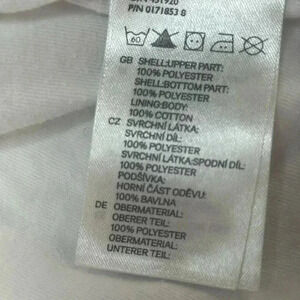 P/N 0171853 8
60
GB SHELL:UPPER PART:
100% POLYESTER
SHELL:BOTTOM PART:
100% POLYESTER
LINING:BODY:
100% COTTON
CZ SVRCHNÍ LÁTKA:
SVRCHNÍ DÍL:
100% POLYESTER
SVRCHNÍ LÁTKA:SPODNÍ DÍL:
100% POLYESTER
PODŠÍVKA:
HORNÍ ČÁST ODĚVU:
100% BAVLNA
DE OBERMATERIAL:
OBERER TEIL:
100% POLYESTER
OBERMATERIAL:
UNTERER TEIL: